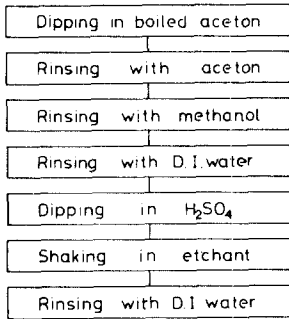 Dipping in boiled aceton
Rinsing with aceton
Rinsing with methanol
Rinsing with D.I.water
Dipping in H₂SO₄
Shaking in etchant
Rinsing with D.I water